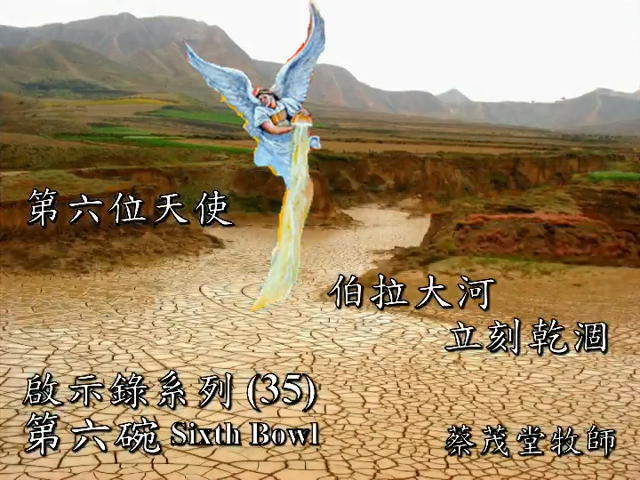 第六位天使
伯拉大河
立刻乾涸
啟示錄系列 (35)
第六碗 Sixth Bowl
蔡茂堂牧師